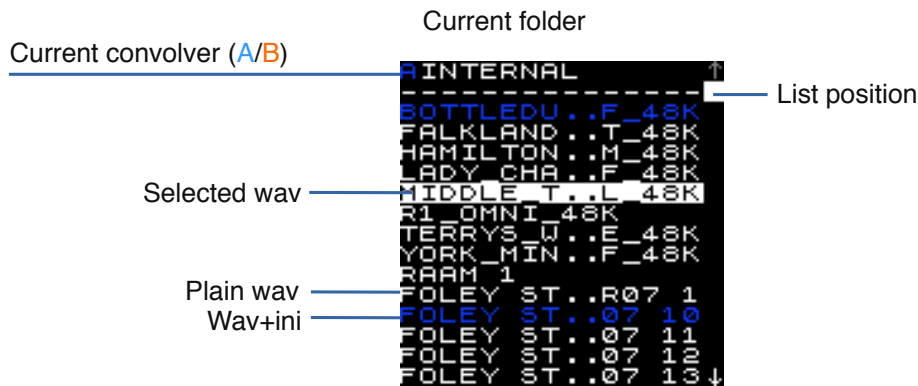 Current folder
Current convolver (A/B)
A INTERNAL ↑
----------------
List position
BOTTLEDU..F_48K
FALKLAND..T_48K
HAMILTON..M_48K
LADY_CHA..F_48K
Selected wav
MIDDLE_T..L_48K
R1_OMNI_48K
TERRYS_W..E_48K
YORK_MIN..F_48K
RAAM 1
Plain wav
FOLEY ST..R07 1
Wav+ini
FOLEY ST..07 10
FOLEY ST..07 11
FOLEY ST..07 12
FOLEY ST..07 13↓